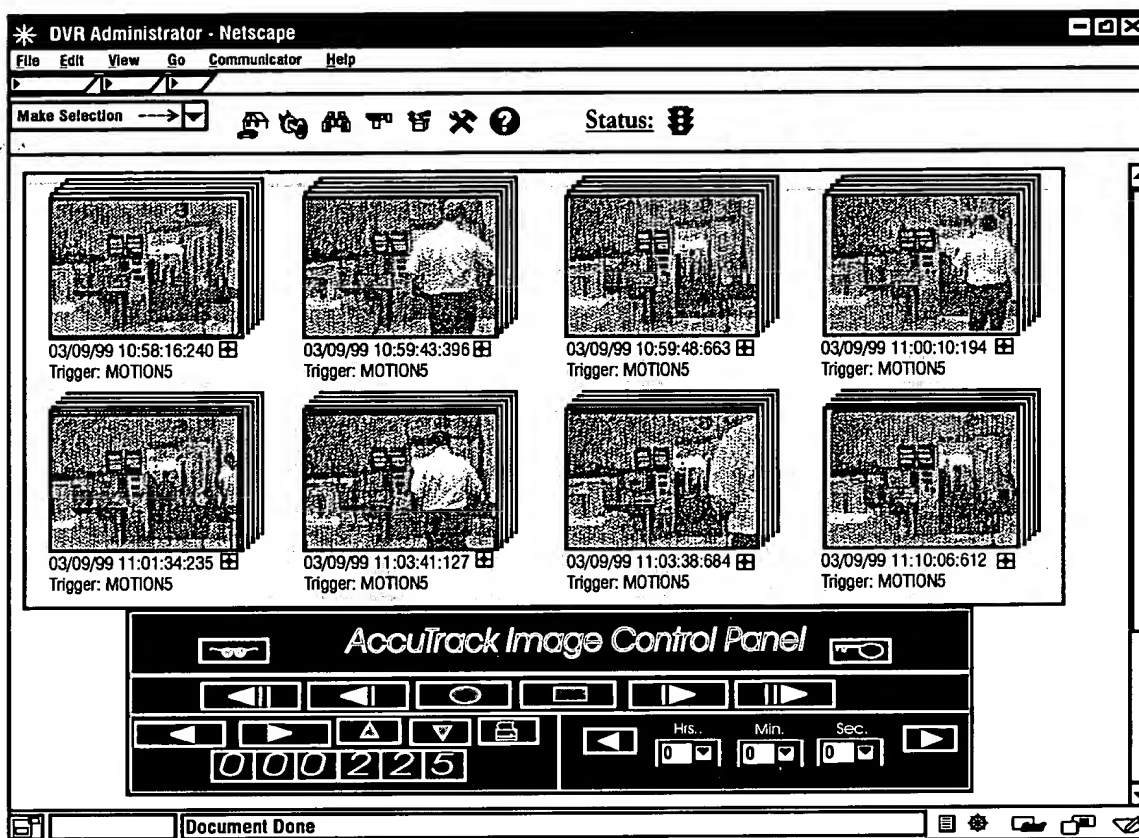 DVR Administrator - Netscape
File Edit View Go Communicator Help
Make Selection ---->
Status:
03/09/99 10:58:16:240
Trigger: MOTION5
03/09/99 10:59:43:396
Trigger: MOTION5
03/09/99 10:59:48:663
Trigger: MOTION5
03/09/99 11:00:10:194
Trigger: MOTION5
03/09/99 11:01:34:235
Trigger: MOTION5
03/09/99 11:03:41:127
Trigger: MOTION5
03/09/99 11:03:38:684
Trigger: MOTION5
03/09/99 11:10:06:612
Trigger: MOTION5
AccuTrack Image Control Panel
Hrs.. Min. Sec.
0 0 0
000225
Document Done